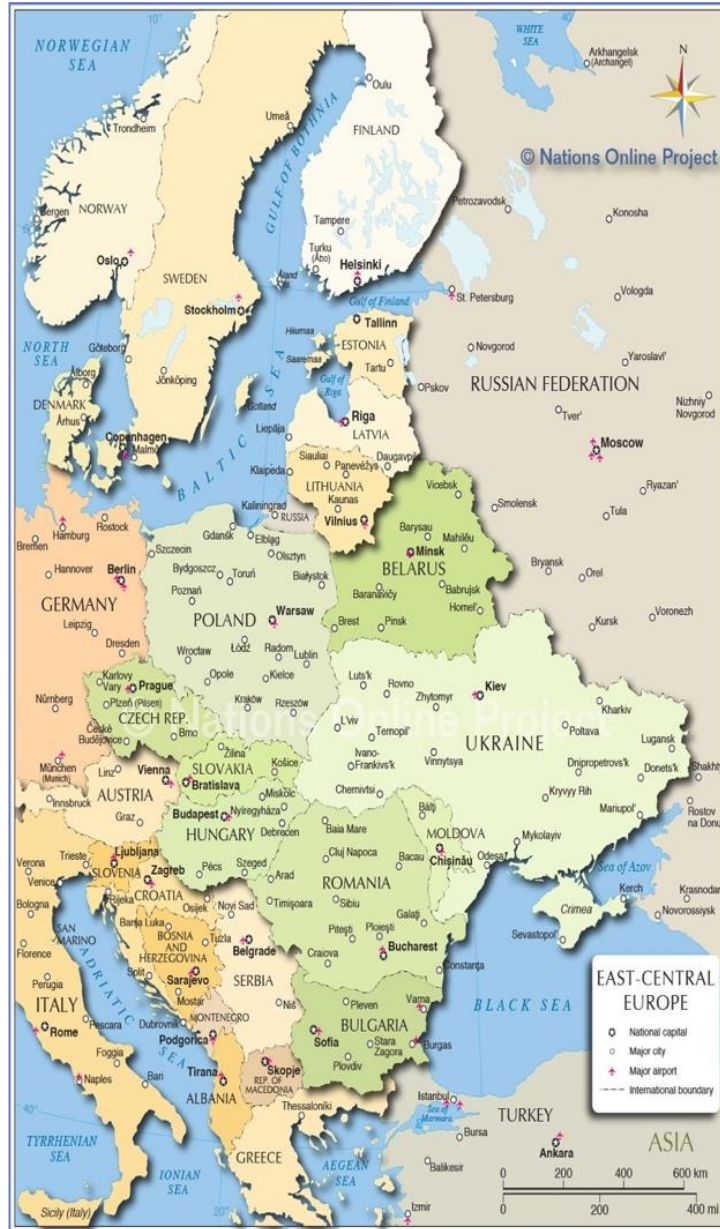 NORWEGIAN
SEA
10°
WHITE
SEA
Arkhangelsk
(Archangel)
N
Oulu
Umeå
FINLAND
Trondheim
GULF OF BOTHNIA
© Nations Online Project
Petrozavodsk
Konosha
Bergen
NORWAY
Tampere
Turku
(Åbo)
Helsinki
Oslo
SWEDEN
Åland
Stockholm
Gulf of Finland
St. Petersburg
Vologda
Tallinn
Hiiumaa
ESTONIA
NORTH
SEA
Göteborg
Saaremaa
Tartu
Novgorod
Yaroslavl'
Jönköping
Gulf of
Riga
Pskov
RUSSIAN FEDERATION
Ålborg
Gotland
DENMARK
Århus
Riga
Tver'
Nizhniy
Novgorod
Copenhagen
Malmö
BALTIC SEA
Liepāja
LATVIA
Moscow
Siauliai
Daugavpils
Panevėžys
Klaipėda
LITHUANIA
Vicebsk
Ryazan'
Kaunas
Kaliningrad
Smolensk
RUSSIA
Vilnius
Tula
Rostock
Hamburg
Gdańsk
Elbląg
Barysau
Mahilëu
Bremen
Szczecin
Olsztyn
Minsk
BELARUS
Bryansk
Orel
Hannover
Berlin
Bydgoszcz
Toruń
Białystok
Babrujsk
Baranavičy
Homel'
Poznań
GERMANY
POLAND
Warsaw
Voronezh
Leipzig
Brest
Pinsk
Kursk
Dresden
Łódź
Radom
Lublin
Wrocław
Karlovy
Vary
Prague
Opole
Kielce
Luts'k
Rovno
Kiev
Zhytomyr
Nürnberg
Plzeň (Pilsen)
Kraków
Rzeszów
Kharkiv
CZECH REP.
© Nations Online Project
L'viv
Ternopil'
Poltava
České
Budějovice
Brno
UKRAINE
Lugansk
Žilina
Ivano-
Frankivs'k
Vinnytsya
München
(Munich)
Linz
Vienna
SLOVAKIA
Košice
Dnipropetrovs'k
Donets'k
Shakhty
Bratislava
Chernivtsi
Innsbruck
AUSTRIA
Miskolc
Kryvyy Rih
Rostov
na Donu
Budapest
Nyíregyháza
Bălți
Mariupol'
Graz
HUNGARY
Debrecen
Baia Mare
MOLDOVA
Mykolayiv
Ljubljana
Cluj Napoca
Chişinău
Verona
Trieste
SLOVENIA
Zagreb
Pécs
Szeged
Bacau
Odesa
Sea of Azov
Venice
Arad
ROMANIA
Rijeka
CROATIA
Timişoara
Sibiu
Kerch
Krasnodar
Bologna
Osijek
Novi Sad
Crimea
Galaţi
Novorossiysk
SAN
MARINO
Banja Luka
BOSNIA
AND
HERZEGOVINA
Tuzla
Belgrade
Piteşti
Ploieşti
Sevastopol'
Florence
Bucharest
Split
Sarajevo
SERBIA
Craiova
Constanţa
Perugia
ADRIATIC SEA
Mostar
Niš
Pleven
Varna
BLACK SEA
ITALY
Dubrovnik
MONTENEGRO
BULGARIA
Rome
Pescara
Podgorica
Sofia
Stara
Zagora
Burgas
Foggia
Skopje
Plovdiv
Tirana
REP. OF
MACEDONIA
Naples
Bari
ALBANIA
Istanbul
40°
Thessaloniki
Sea of
Marmara
TURKEY
Bursa
ASIA
TYRRHENIAN
SEA
GREECE
Ankara
IONIAN
SEA
AEGEAN
SEA
Balikesir
Sicily (Italy)
20°
Izmir
EAST-CENTRAL
EUROPE
National capital
Major city
Major airport
International boundary
0 200 400 600 km
0 200 400 mi